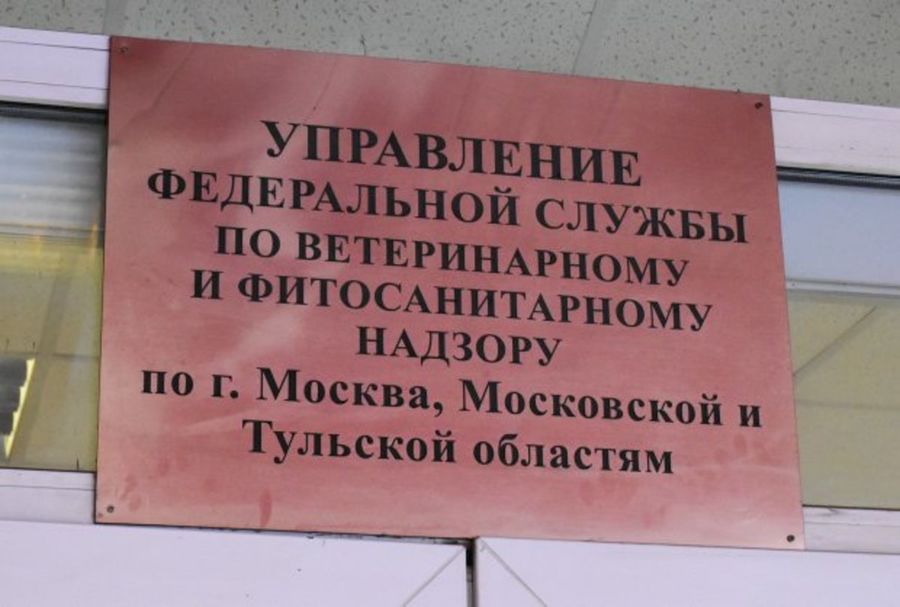 УПРАВЛЕНИЕ
ФЕДЕРАЛЬНОЙ СЛУЖБЫ
ПО ВЕТЕРИНАРНОМУ
И ФИТОСАНИТАРНОМУ
НАДЗОРУ
по г. Москва, Московской и
Тульской областям